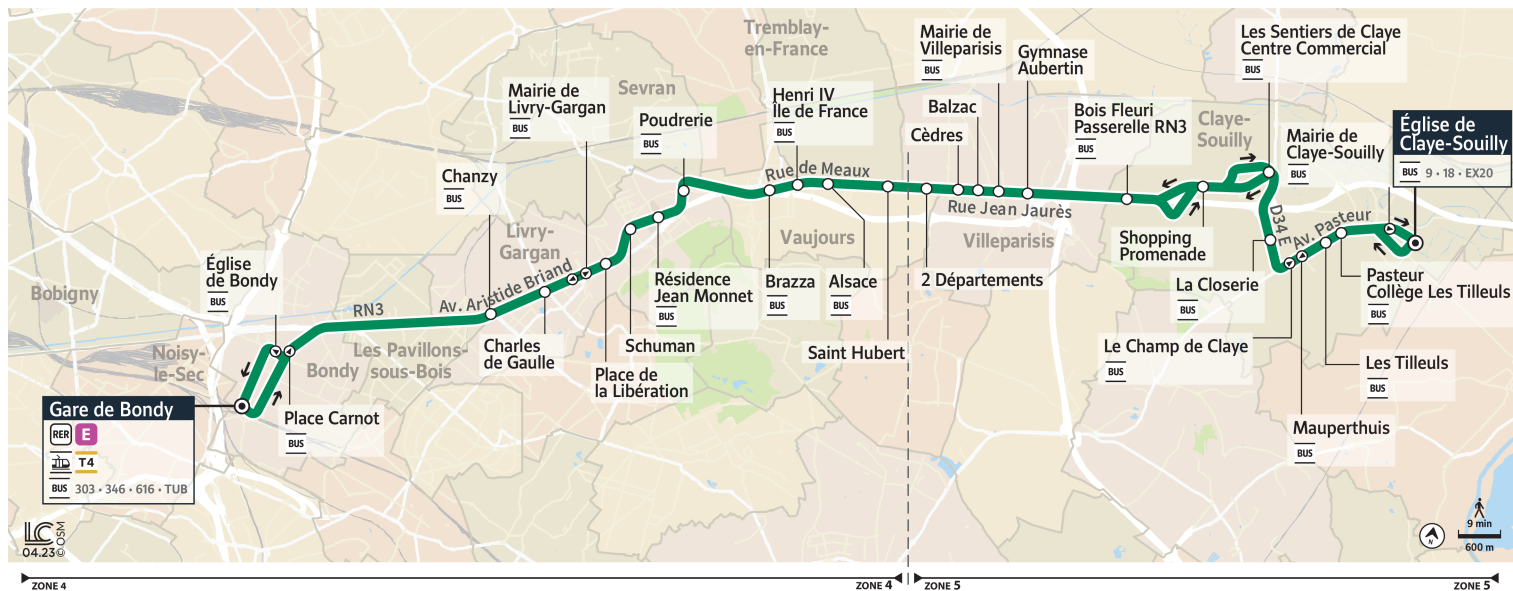 Tremblay-
en-France
Mairie de
Villeparisis
BUS
Gymnase
Aubertin
Les Sentiers de Claye
Centre Commercial
BUS
Mairie de
Livry-Gargan
BUS
Sevran
Poudrerie
BUS
Henri IV
Île de France
BUS
Balzac
Cèdres
Bois Fleuri
Passerelle RN3
BUS
Claye-
Souilly
Mairie de
Claye-Souilly
BUS
Église de
Claye-Souilly
BUS 9 • 18 • EX20
Chanzy
BUS
Rue de Meaux
Rue Jean Jaurès
D34E
Av. Pasteur
Livry-
Gargan
Vaujours
Villeparisis
Shopping
Promenade
Église
de Bondy
BUS
Bobigny
RN3
Av. Aristide Briand
Résidence
Jean Monnet
BUS
Brazza
BUS
Alsace
BUS
2 Départements
La Closerie
BUS
Pasteur
Collège Les Tilleuls
BUS
Noisy-
le-Sec
Bondy
Les Pavillons-
sous-Bois
Charles
de Gaulle
Schuman
Place de
la Libération
Saint Hubert
Le Champ de Claye
BUS
Les Tilleuls
BUS
Gare de Bondy
RER E
T4
BUS 303 • 346 • 616 • TUB
Place Carnot
BUS
Mauperthuis
BUS
LC
04.23
© OSM
N
9 min
600 m
ZONE 4
ZONE 4
ZONE 5
ZONE 5